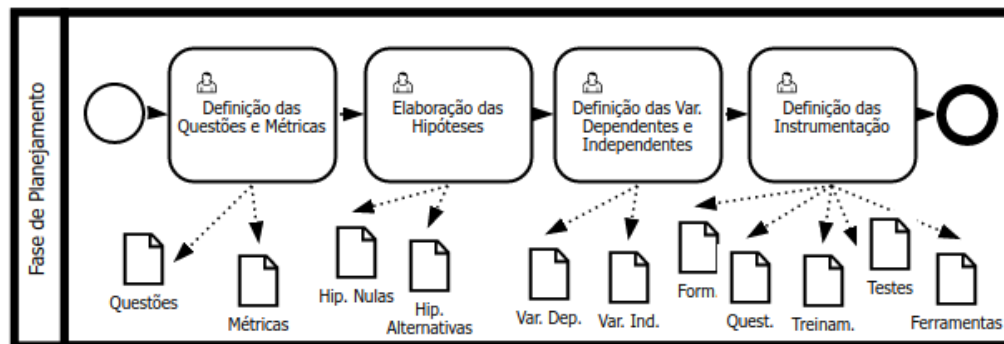 Fase de Planejamento
Definição das
Questões e Métricas
Elaboração das
Hipóteses
Definição das Var.
Dependentes e
Independentes
Definição das
Instrumentação
Questões
Métricas
Hip. Nulas
Hip.
Alternativas
Var. Dep.
Var. Ind.
Form.
Quest.
Treinam.
Testes
Ferramentas